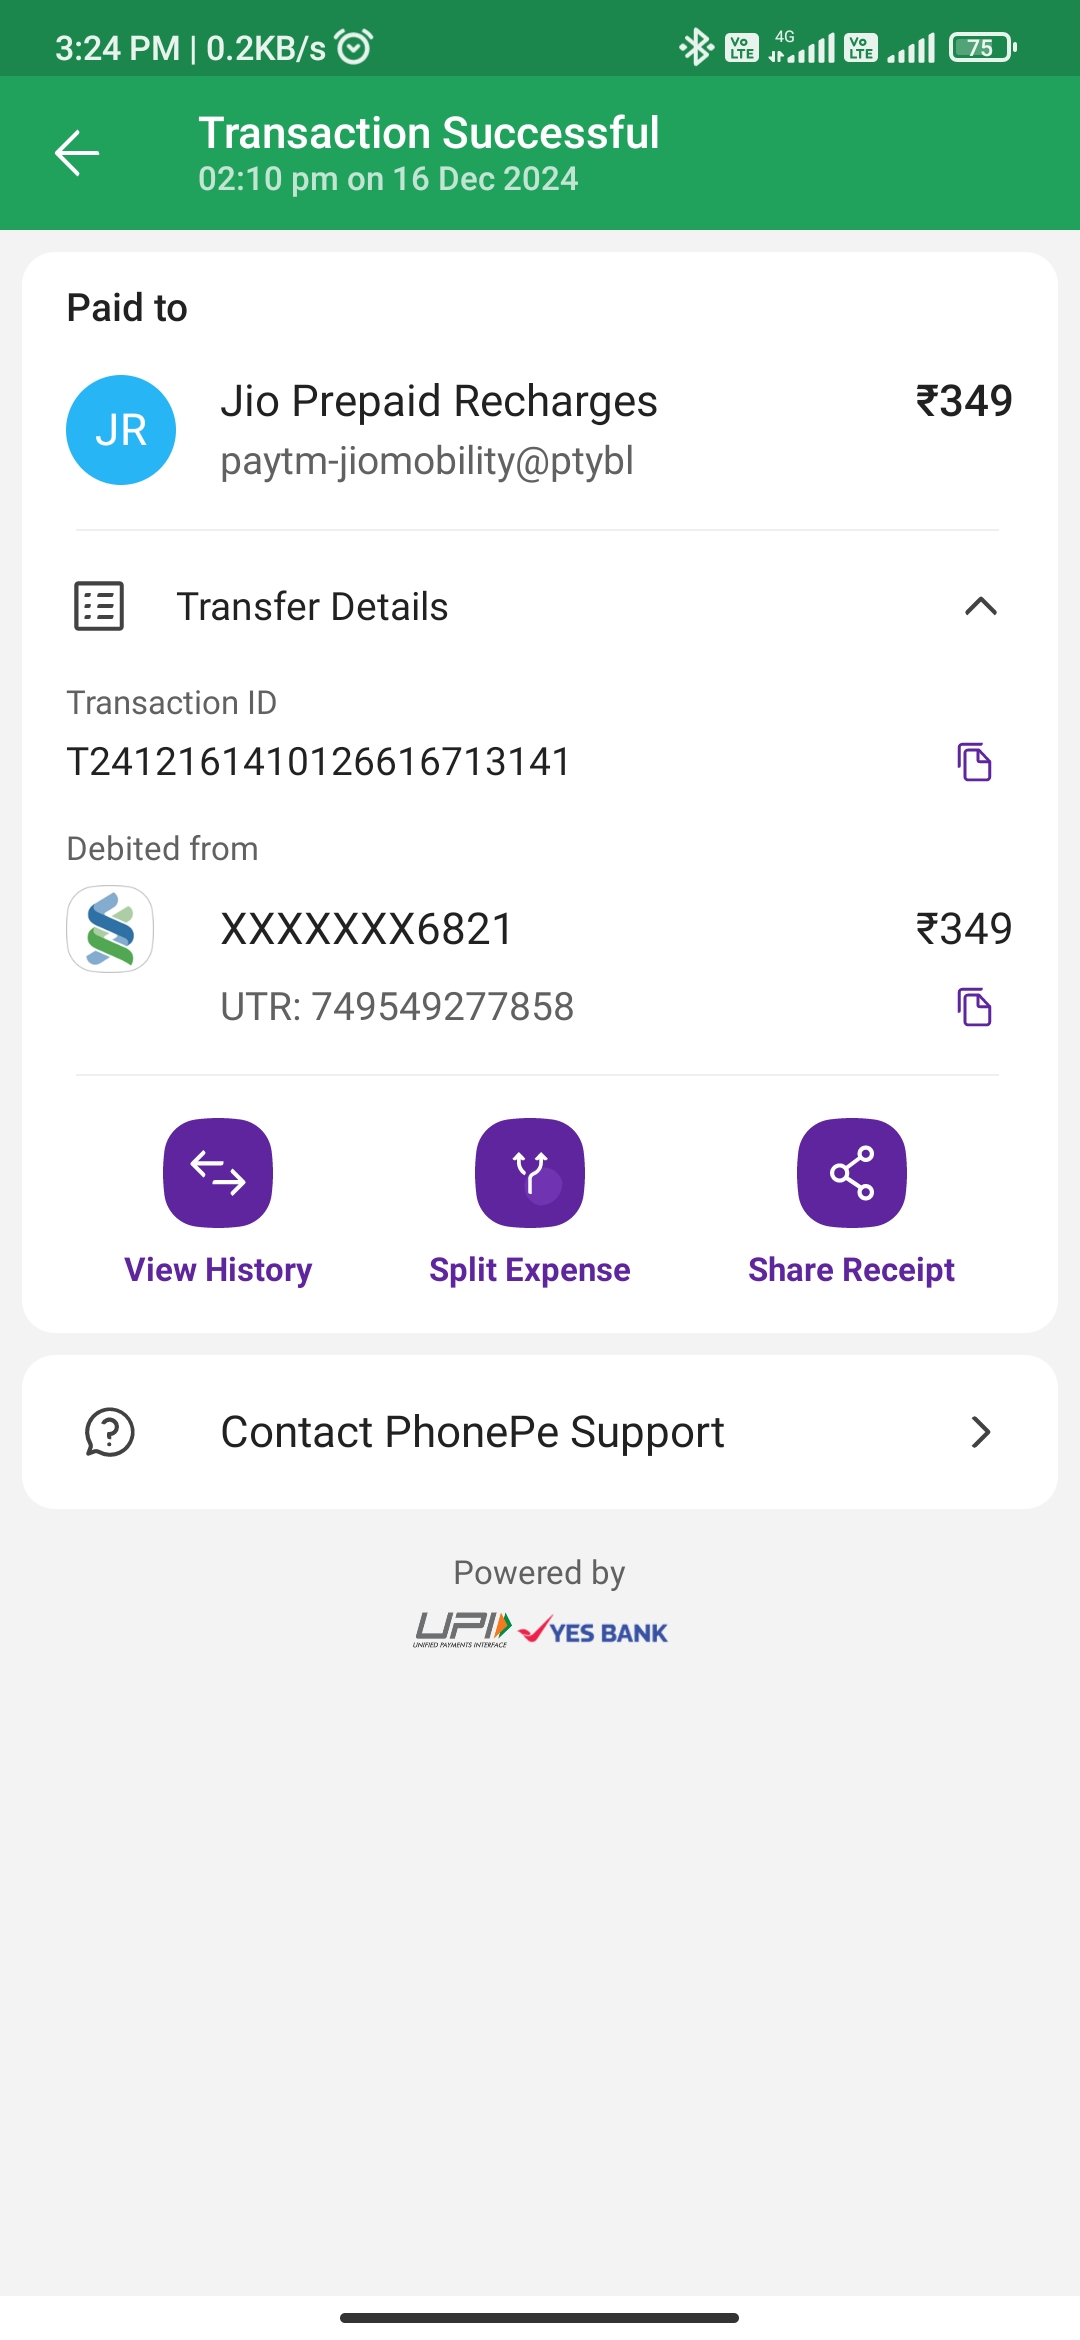 3:24 PM | 0.2KB/s
Vo LTE 4G Vo LTE 75
Transaction Successful
02:10 pm on 16 Dec 2024
Paid to
JR
Jio Prepaid Recharges ₹349
paytm-jiomobility@ptybl
Transfer Details
Transaction ID
T2412161410126616713141
Debited from
XXXXXXX6821 ₹349
UTR: 749549277858
View History Split Expense Share Receipt
Contact PhonePe Support
Powered by
UPI YES BANK
UNIFIED PAYMENTS INTERFACE